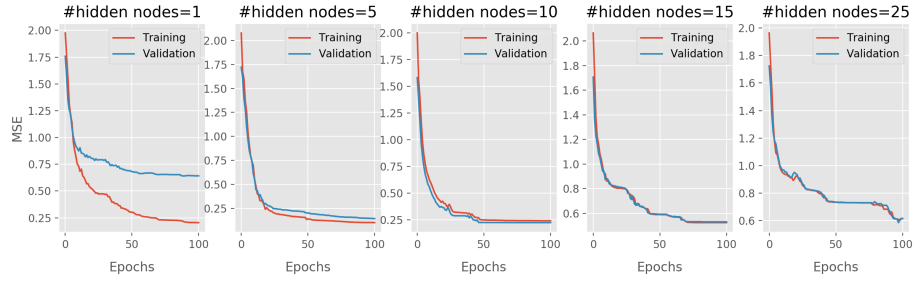 #hidden nodes=1
#hidden nodes=5
#hidden nodes=10
#hidden nodes=15
#hidden nodes=25
MSE
2.00
1.75
1.50
1.25
1.00
0.75
0.50
0.25
Training
Validation
0
50
100
Epochs
2.00
1.75
1.50
1.25
1.00
0.75
0.50
0.25
Training
Validation
0
50
100
Epochs
2.00
1.75
1.50
1.25
1.00
0.75
0.50
0.25
Training
Validation
0
50
100
Epochs
2.0
1.8
1.6
1.4
1.2
1.0
0.8
0.6
Training
Validation
0
50
100
Epochs
2.0
1.8
1.6
1.4
1.2
1.0
0.8
0.6
Training
Validation
0
50
100
Epochs